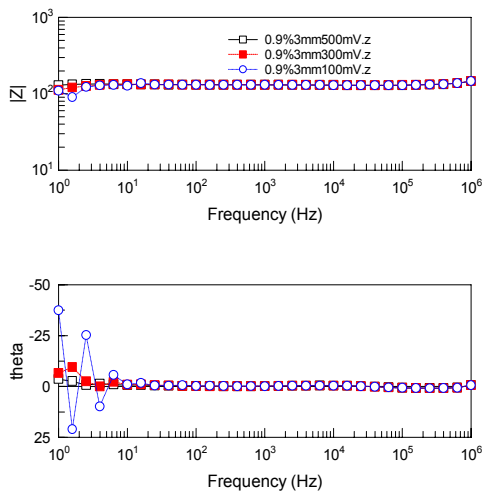 10³
0.9%3mm500mV.z
0.9%3mm300mV.z
0.9%3mm100mV.z
|Z|
10²
10¹
10⁰ 10¹ 10² 10³ 10⁴ 10⁵ 10⁶
Frequency (Hz)
-50
-25
theta
0
25
10⁰ 10¹ 10² 10³ 10⁴ 10⁵ 10⁶
Frequency (Hz)